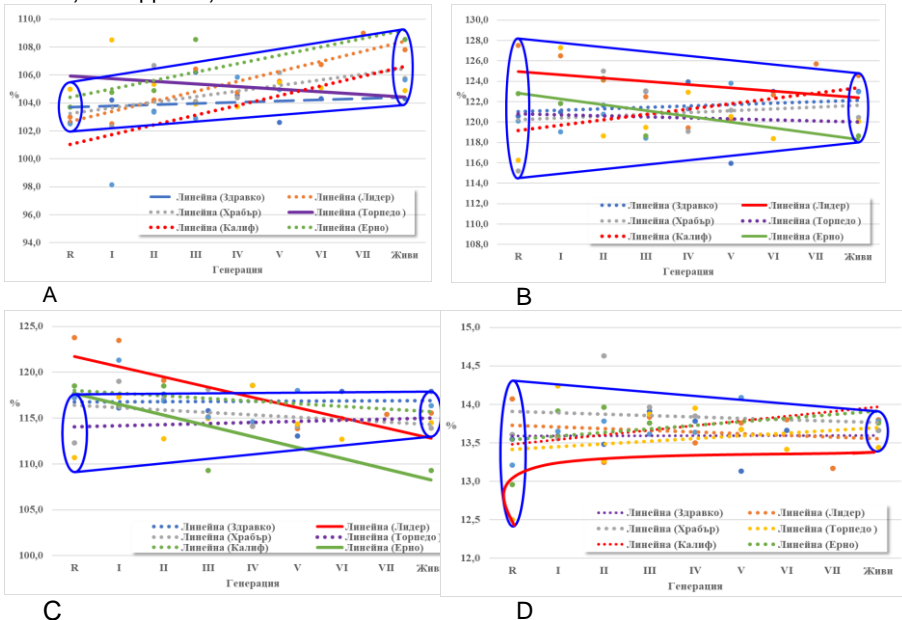 110,0
108,0
106,0
104,0
102,0
100,0
98,0
96,0
94,0
%
Линейна (Здравко)
Линейна (Лидер)
Линейна (Храбър)
Линейна (Торпедо )
Линейна (Калиф)
Линейна (Ерно)
R I II III IV V VI VII Живи
Генерация
A
130,0
128,0
126,0
124,0
122,0
120,0
118,0
116,0
114,0
112,0
110,0
108,0
%
Линейна (Здравко)
Линейна (Лидер)
Линейна (Храбър)
Линейна (Торпедо )
Линейна (Калиф)
Линейна (Ерно)
R I II III IV V VI VII Живи
Генерация
B
125,0
120,0
115,0
110,0
105,0
100,0
%
Линейна (Здравко)
Линейна (Лидер)
Линейна (Храбър)
Линейна (Торпедо )
Линейна (Калиф)
Линейна (Ерно)
R I II III IV V VI VII Живи
Генерация
C
15,0
14,5
14,0
13,5
13,0
12,5
12,0
%
Линейна (Здравко)
Линейна (Лидер)
Линейна (Храбър)
Линейна (Торпедо )
Линейна (Калиф)
Линейна (Ерно)
R I II III IV V VI VII Живи
Генерация
D